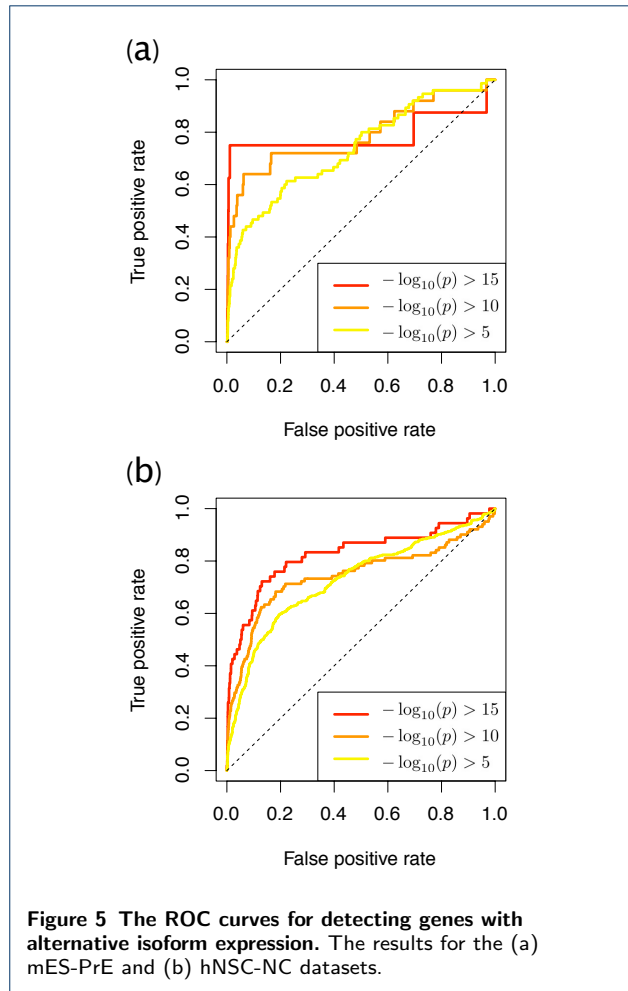 (a)
True positive rate
1.0
0.8
0.6
0.4
0.2
0.0
− log₁₀(p) > 15
− log₁₀(p) > 10
− log₁₀(p) > 5
0.0 0.2 0.4 0.6 0.8 1.0
False positive rate
(b)
True positive rate
1.0
0.8
0.6
0.4
0.2
0.0
− log₁₀(p) > 15
− log₁₀(p) > 10
− log₁₀(p) > 5
0.0 0.2 0.4 0.6 0.8 1.0
False positive rate
Figure 5 The ROC curves for detecting genes with
alternative isoform expression. The results for the (a)
mES-PrE and (b) hNSC-NC datasets.